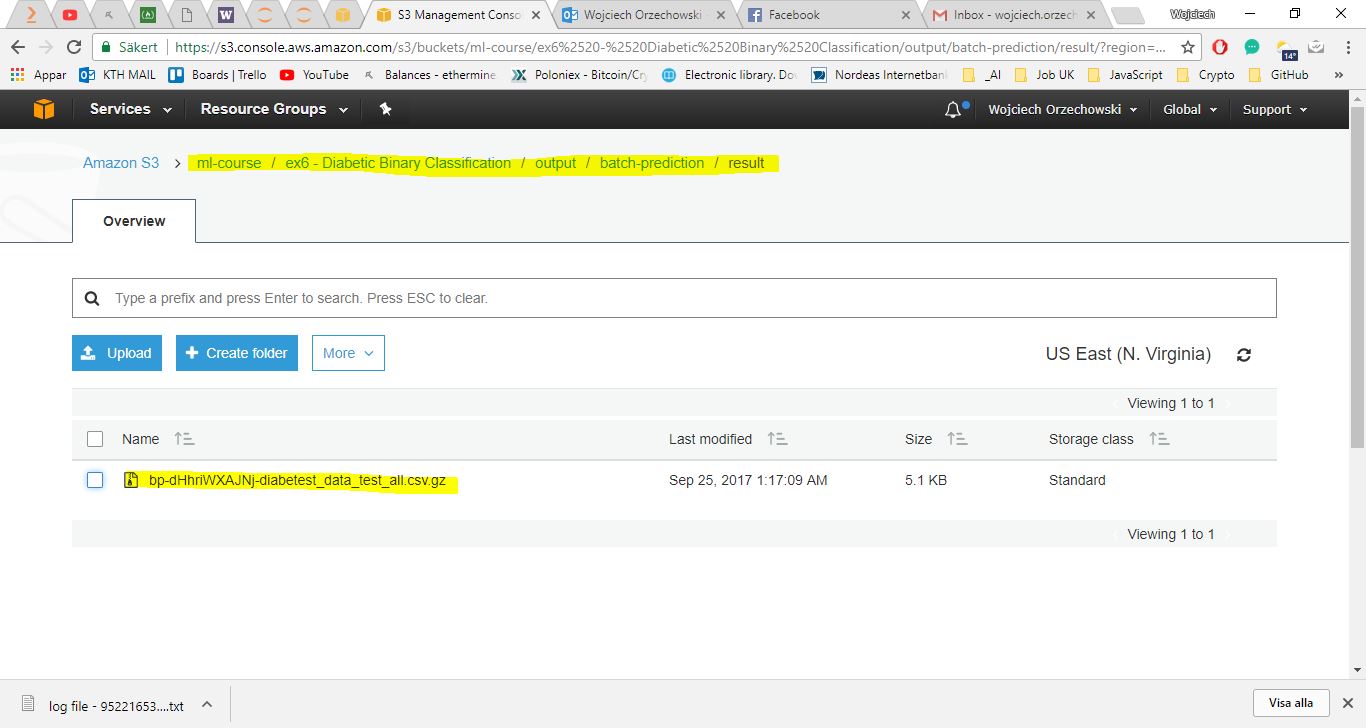 S3 Management Conso
Wojciech Orzechowski -
Facebook
Inbox - wojciech.orzech
Wojciech
Säkert
https://s3.console.aws.amazon.com/s3/buckets/ml-course/ex6%2520-%2520Diabetic%2520Binary%2520Classification/output/batch-prediction/result/?region=...
14°
Appar
KTH MAIL
Boards | Trello
YouTube
Balances - ethermine
Poloniex - Bitcoin/Cry
Electronic library. Do
Nordeas Internetbank
_AI
Job UK
JavaScript
Crypto
GitHub
»
Services
Resource Groups
Wojciech Orzechowski
Global
Support
Amazon S3 > ml-course / ex6 - Diabetic Binary Classification / output / batch-prediction / result
Overview
Type a prefix and press Enter to search. Press ESC to clear.
Upload
+ Create folder
More
US East (N. Virginia)
Viewing 1 to 1
Name
Last modified
Size
Storage class
bp-dHhriWXAJNj-diabetest_data_test_all.csv.gz
Sep 25, 2017 1:17:09 AM
5.1 KB
Standard
Viewing 1 to 1
log file - 95221653....txt
Visa alla